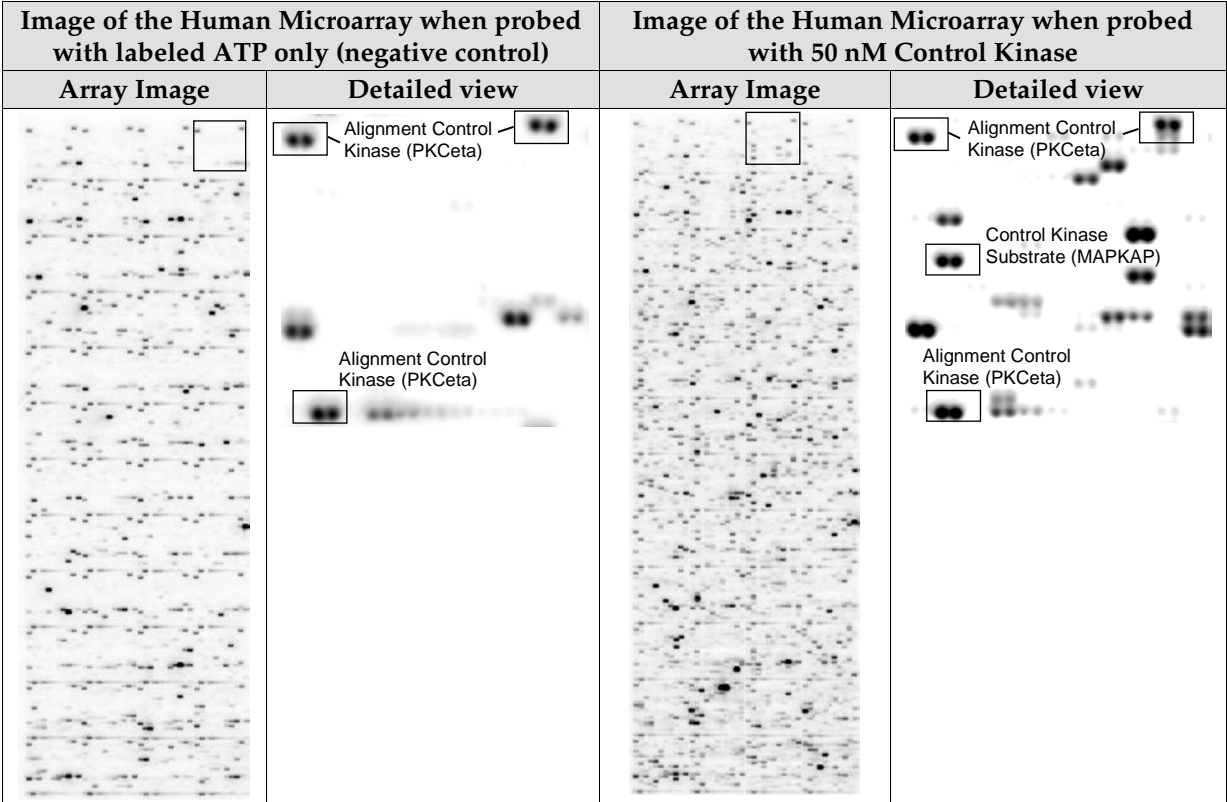 Image of the Human Microarray when probed
with labeled ATP only (negative control)
Image of the Human Microarray when probed
with 50 nM Control Kinase
Array Image
Detailed view
Array Image
Detailed view
Alignment Control
Kinase (PKCeta)
Alignment Control
Kinase (PKCeta)
Alignment Control
Kinase (PKCeta)
Control Kinase
Substrate (MAPKAP)
Alignment Control
Kinase (PKCeta)